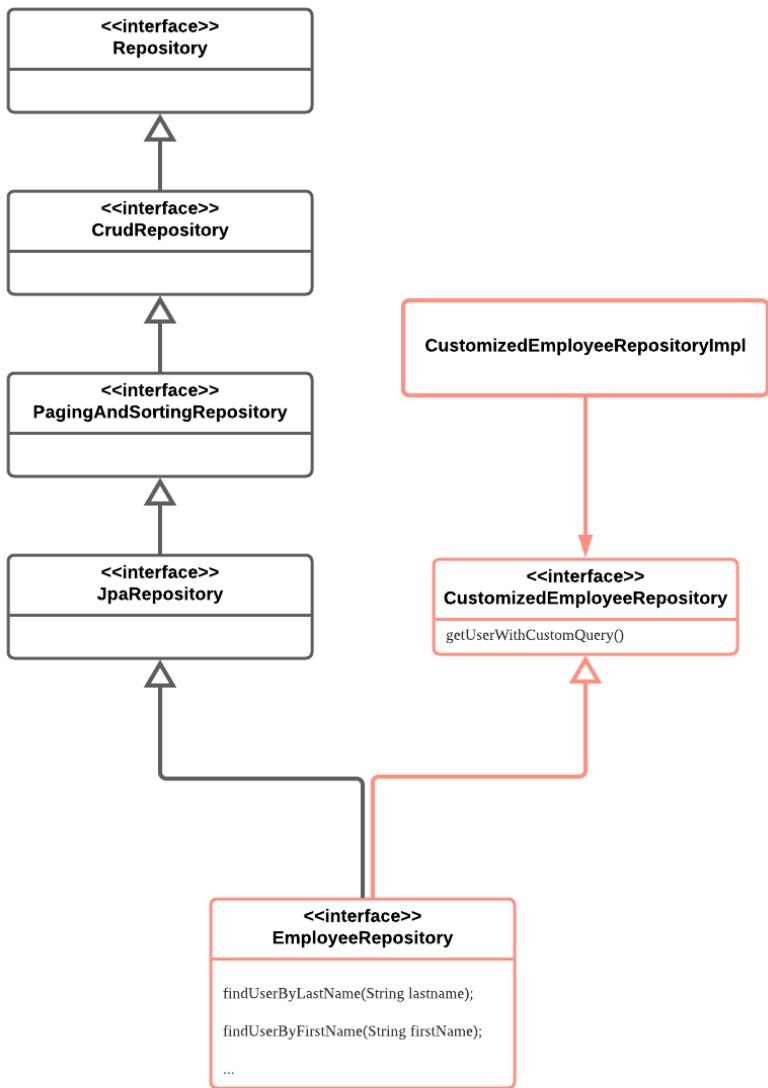 <<interface>>
Repository
<<interface>>
CrudRepository
<<interface>>
PagingAndSortingRepository
<<interface>>
JpaRepository
CustomizedEmployeeRepositoryImpl
<<interface>>
CustomizedEmployeeRepository
getUserWithCustomQuery()
<<interface>>
EmployeeRepository
findUserByLastName(String lastname);
findUserByFirstName(String firstName);
...